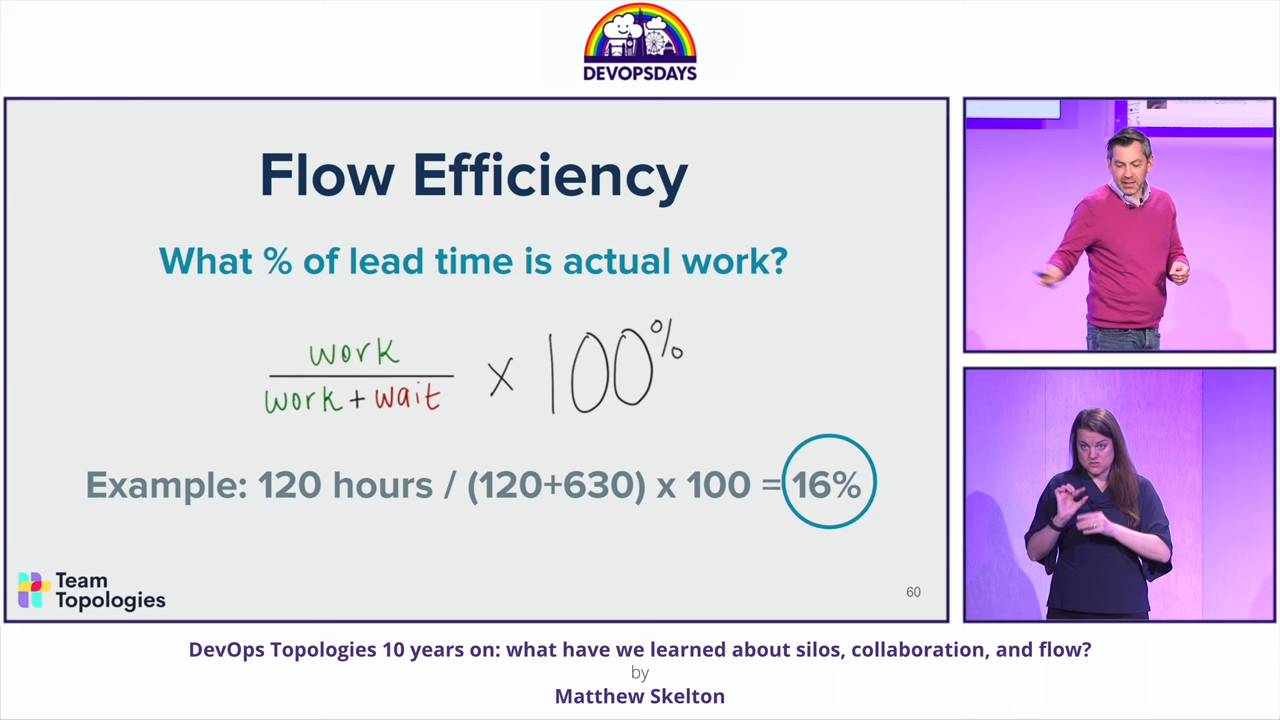 DEVOPSDAYS
Flow Efficiency
What % of lead time is actual work?
work
work + wait
x 100%
Example: 120 hours / (120+630) x 100 = 16%
Team
Topologies
60
DevOps Topologies 10 years on: what have we learned about silos, collaboration, and flow?
by
Matthew Skelton